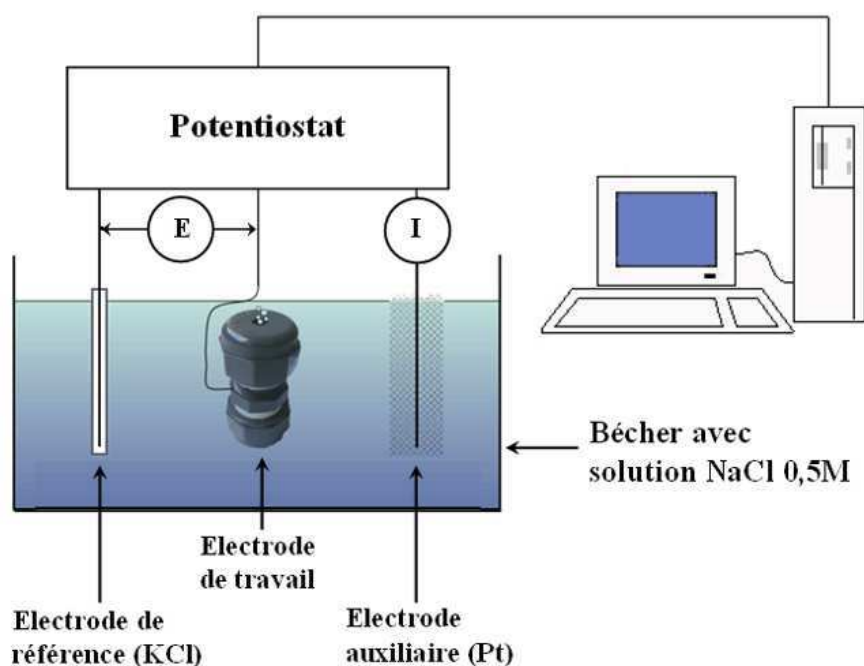 Potentiostat
E
I
Bécher avec
solution NaCl 0,5M
Electrode
de travail
Electrode de
référence (KCl)
Electrode
auxiliaire (Pt)